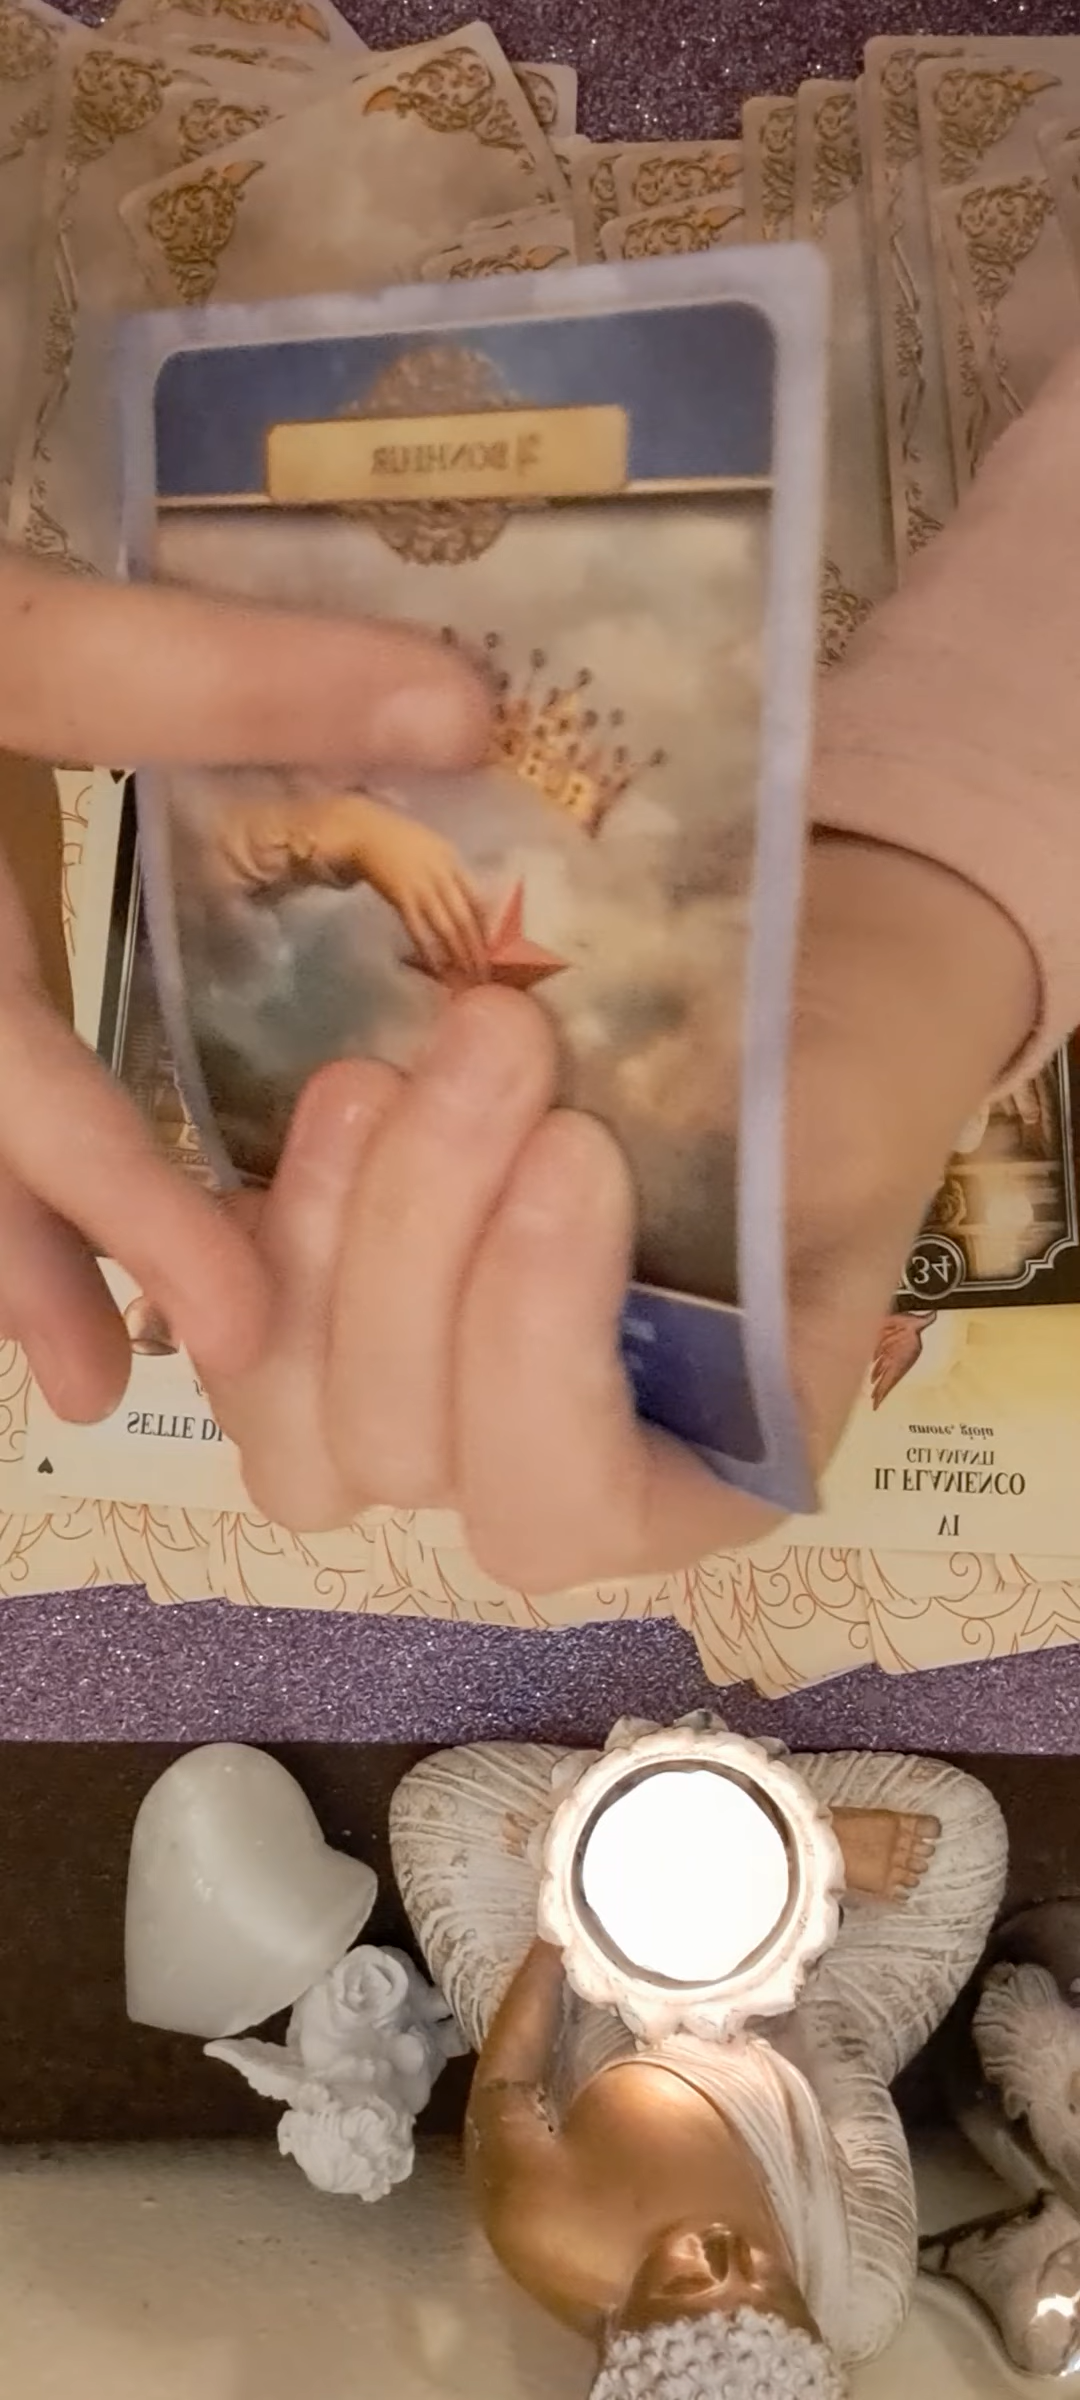 BONHEUR
34
SETTE DI
VI
IL FLAMENCO
GLI AMANTI
amore, gioia